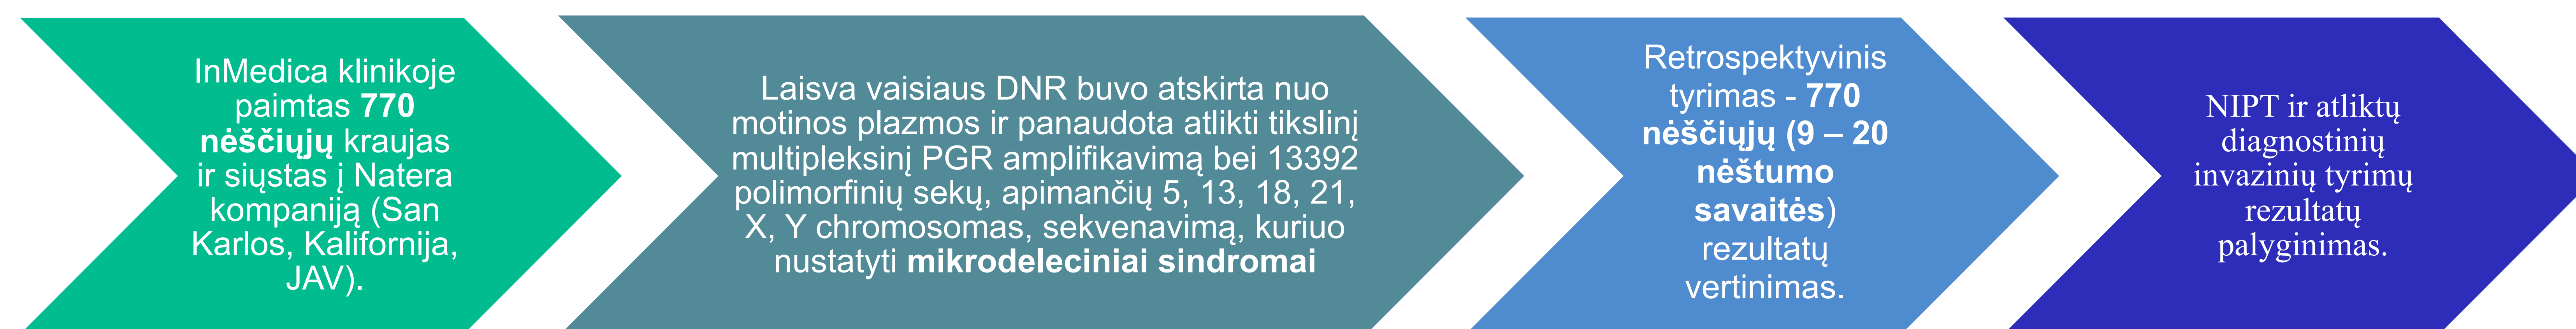 InMedica klinikoje
paimtas 770
nėščiųjų kraujas
ir siųstas į Natera
kompaniją (San
Karlos, Kalifornija,
JAV).
Laisva vaisiaus DNR buvo atskirta nuo
motinos plazmos ir panaudota atlikti tikslinį
multipleksinį PGR amplifikavimą bei 13392
polimorfinių sekų, apimančių 5, 13, 18, 21,
X, Y chromosomas, sekvenavimą, kuriuo
nustatyti mikrodeleciniai sindromai
Retrospektyvinis
tyrimas - 770
nėščiųjų (9 – 20
nėštumo
savaitės)
rezultatų
vertinimas.
NIPT ir atliktų
diagnostinių
invazinių tyrimų
rezultatų
palyginimas.